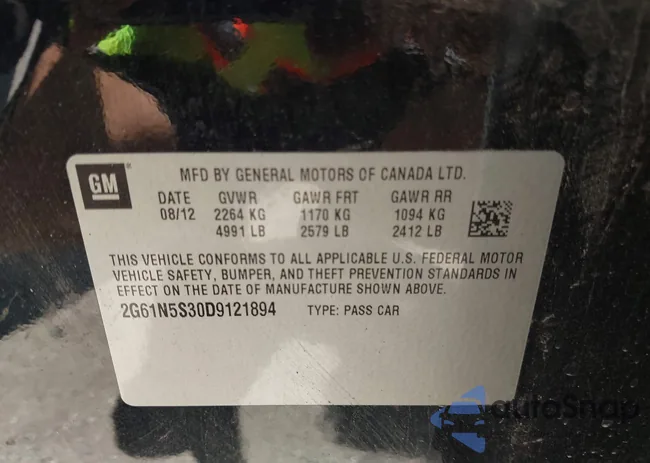 GM
MFD BY GENERAL MOTORS OF CANADA LTD.
DATE GVWR GAWR FRT GAWR RR
08/12 2264 KG 1170 KG 1094 KG
4991 LB 2579 LB 2412 LB
THIS VEHICLE CONFORMS TO ALL APPLICABLE U.S. FEDERAL MOTOR
VEHICLE SAFETY, BUMPER, AND THEFT PREVENTION STANDARDS IN
EFFECT ON THE DATE OF MANUFACTURE SHOWN ABOVE.
2G61N5S30D9121894 TYPE: PASS CAR
autoSnap